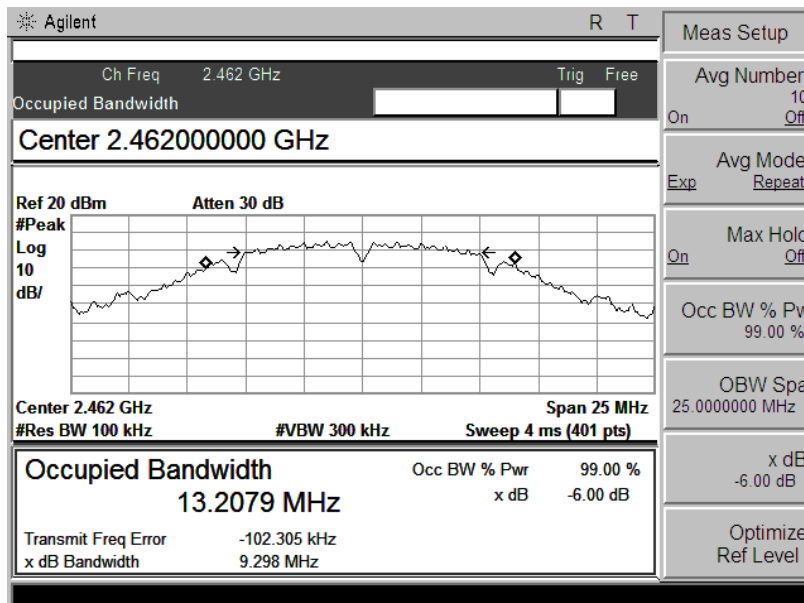 Agilent R T
Ch Freq 2.462 GHz Trig Free
Occupied Bandwidth
Center 2.462000000 GHz
Ref 20 dBm Atten 30 dB
#Peak
Log
10
dB/
Center 2.462 GHz Span 25 MHz
#Res BW 100 kHz #VBW 300 kHz Sweep 4 ms (401 pts)
Occupied Bandwidth
13.2079 MHz
Occ BW % Pwr 99.00 %
x dB -6.00 dB
Transmit Freq Error -102.305 kHz
x dB Bandwidth 9.298 MHz
Meas Setup
Avg Number
10
On Off
Avg Mode
Exp Repeat
Max Hold
On Off
Occ BW % Pw
99.00 %
OBW Spa
25.0000000 MHz
x dB
-6.00 dB
Optimize
Ref Level